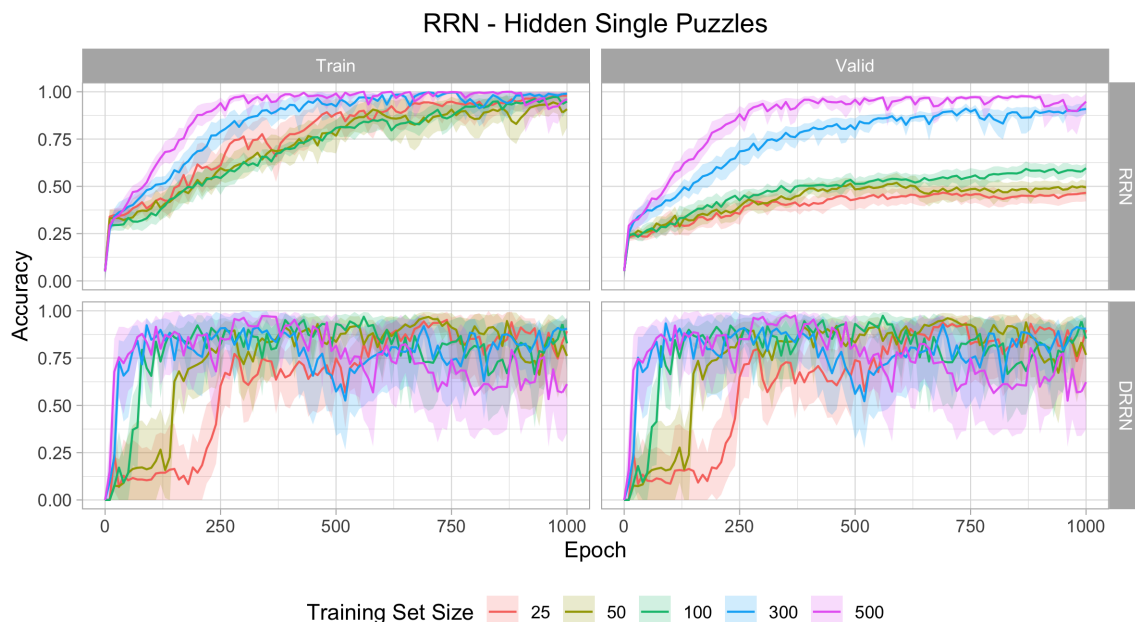 RRN - Hidden Single Puzzles
Train
Valid
1.00
0.75
0.50
0.25
0.00
RRN
1.00
0.75
0.50
0.25
0.00
DRRN
Accuracy
0 250 500 750 1000
0 250 500 750 1000
Epoch
Training Set Size 25 50 100 300 500